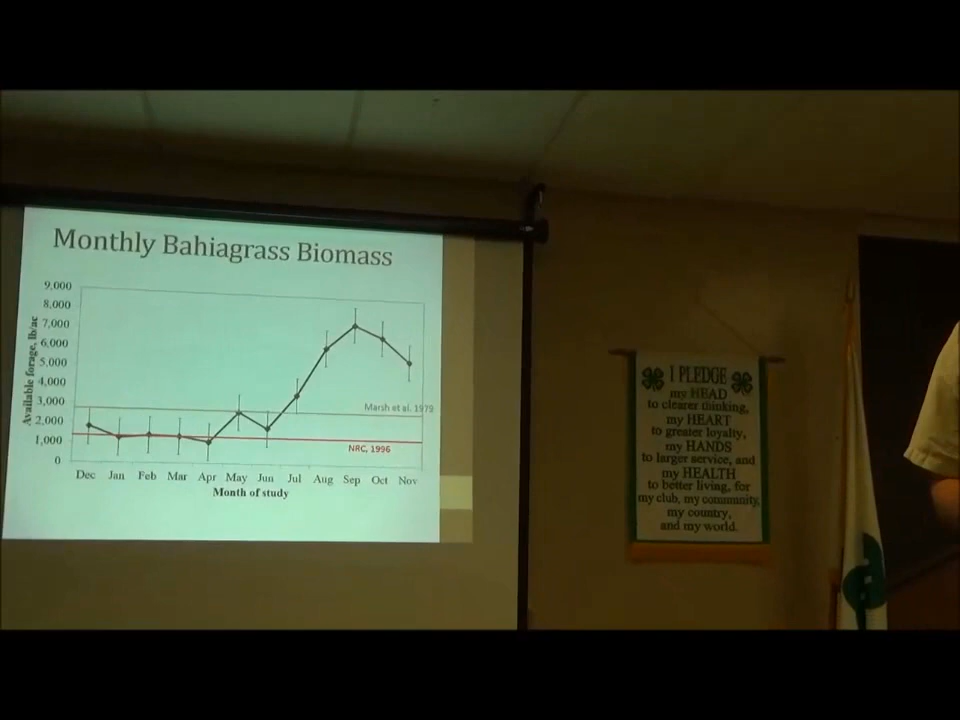 Monthly Bahiagrass Biomass
9,000
8,000
7,000
6,000
5,000
4,000
3,000
2,000
1,000
0
Available forage, lb/ac
Marsh et al. 1979
NRC, 1996
Dec Jan Feb Mar Apr May Jun Jul Aug Sep Oct Nov
Month of study
I PLEDGE
my HEAD
to clearer thinking,
my HEART
to greater loyalty,
my HANDS
to larger service, and
my HEALTH
to better living, for
my club, my community,
my country,
and my world.